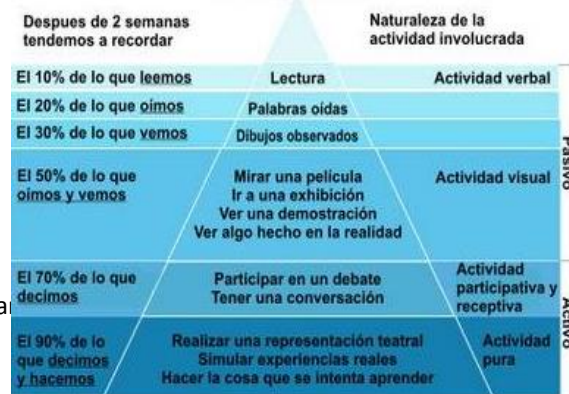 Despues de 2 semanas
tendemos a recordar
Naturaleza de la
actividad involucrada
El 10% de lo que leemos
Lectura
Actividad verbal
El 20% de lo que oimos
Palabras oídas
El 30% de lo que vemos
Dibujos observados
El 50% de lo que
oimos y vemos
Mirar una película
Ir a una exhibición
Ver una demostración
Ver algo hecho en la realidad
Actividad visual
Pasivo
El 70% de lo que
decimos
Participar en un debate
Tener una conversación
Actividad
participativa y
receptiva
Activo
El 90% de lo
que decimos
y hacemos
Realizar una representación teatral
Simular experiencias reales
Hacer la cosa que se intenta aprender
Actividad
pura